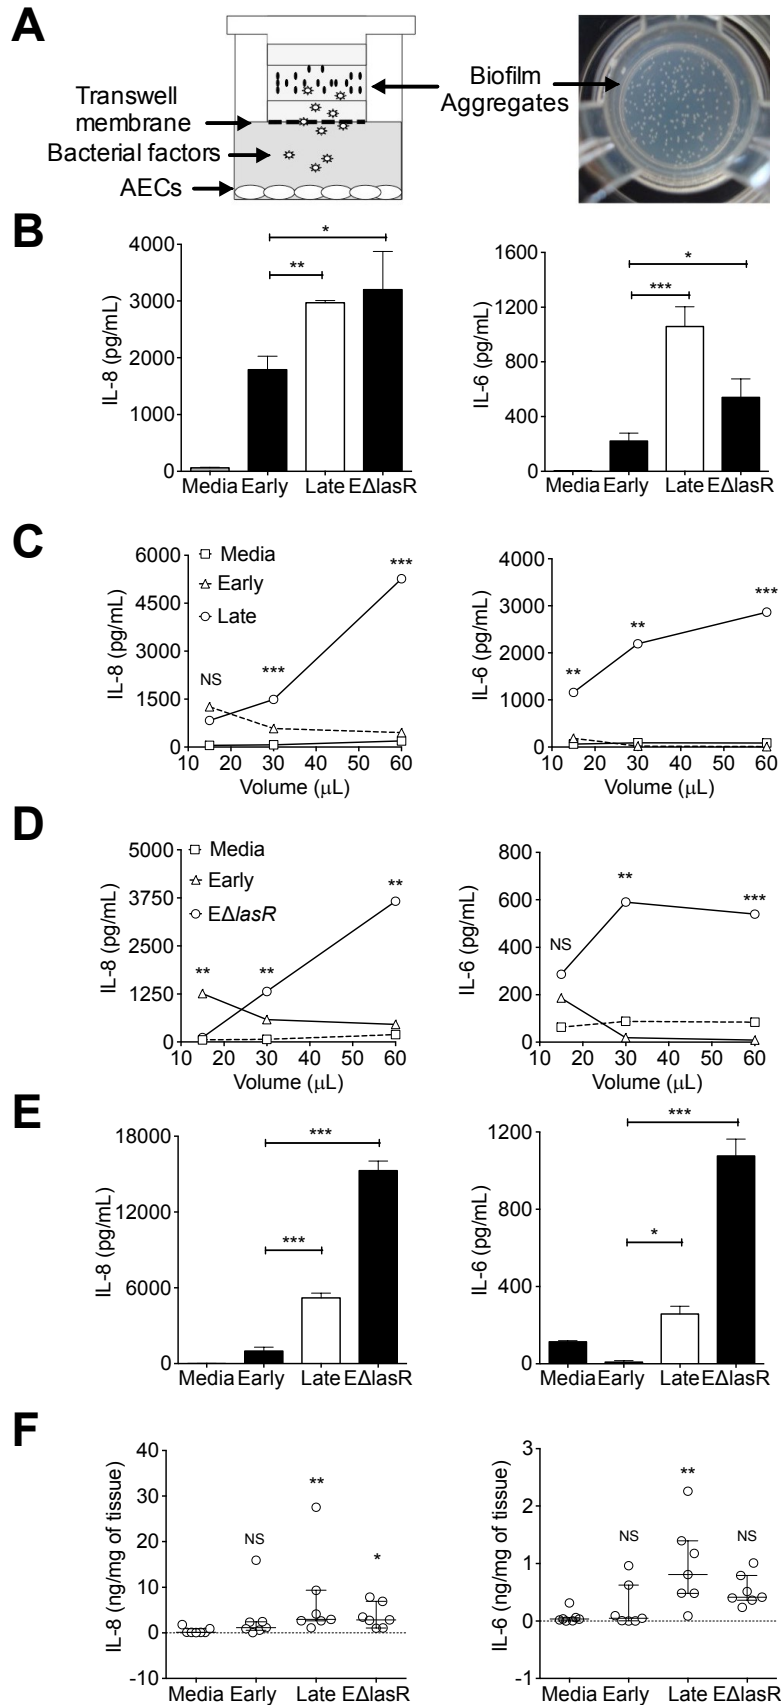 A
Transwell
membrane
Bacterial factors
AECs
Biofilm
Aggregates
B
IL-8 (pg/mL)
4000
3000
2000
1000
0
**
*
Media Early Late EΔlasR
IL-6 (pg/mL)
1600
1200
800
400
0
***
*
Media Early Late EΔlasR
C
IL-8 (pg/mL)
6000
4500
3000
1500
0
Media
Early
Late
NS
***
***
10 20 30 40 50 60
Volume (μL)
IL-6 (pg/mL)
4000
3000
2000
1000
0
**
**
***
10 20 30 40 50 60
Volume (μL)
D
IL-8 (pg/mL)
5000
3750
2500
1250
0
Media
Early
EΔlasR
**
**
**
10 20 30 40 50 60
Volume (μL)
IL-6 (pg/mL)
800
600
400
200
0
NS
**
***
10 20 30 40 50 60
Volume (μL)
E
IL-8 (pg/mL)
18000
12000
6000
0
***
***
Media Early Late EΔlasR
IL-6 (pg/mL)
1200
800
400
0
***
*
Media Early Late EΔlasR
F
IL-8 (ng/mg of tissue)
40
30
20
10
0
-10
NS
**
*
Media Early Late EΔlasR
IL-6 (ng/mg of tissue)
3
2
1
0
-1
NS
**
NS
Media Early Late EΔlasR